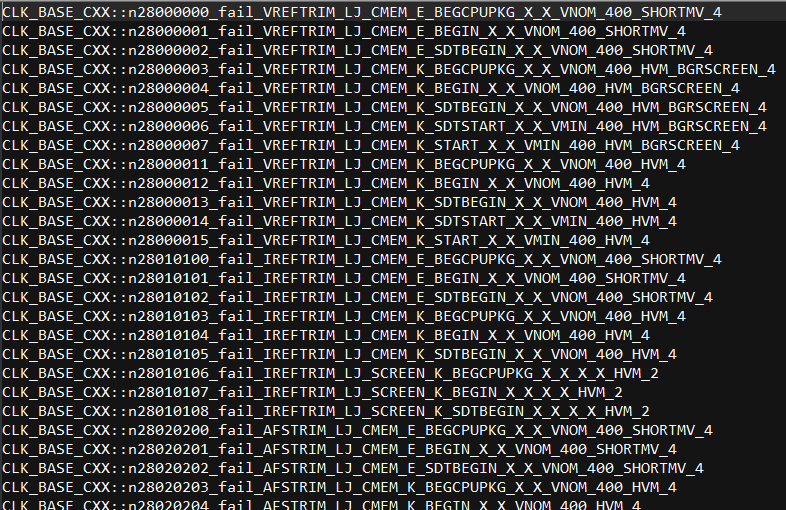 CLK_BASE_CXX::n28000000_fail_VREFTRIM_LJ_CMEM_E_BEGCPUPKG_X_X_VNOM_400_SHORTMV_4
CLK_BASE_CXX::n28000001_fail_VREFTRIM_LJ_CMEM_E_BEGIN_X_X_VNOM_400_SHORTMV_4
CLK_BASE_CXX::n28000002_fail_VREFTRIM_LJ_CMEM_E_SDTBEGIN_X_X_VNOM_400_SHORTMV_4
CLK_BASE_CXX::n28000003_fail_VREFTRIM_LJ_CMEM_K_BEGCPUPKG_X_X_VNOM_400_HVM_BGRSCREEN_4
CLK_BASE_CXX::n28000004_fail_VREFTRIM_LJ_CMEM_K_BEGIN_X_X_VNOM_400_HVM_BGRSCREEN_4
CLK_BASE_CXX::n28000005_fail_VREFTRIM_LJ_CMEM_K_SDTBEGIN_X_X_VNOM_400_HVM_BGRSCREEN_4
CLK_BASE_CXX::n28000006_fail_VREFTRIM_LJ_CMEM_K_SDTSTART_X_X_VMIN_400_HVM_BGRSCREEN_4
CLK_BASE_CXX::n28000007_fail_VREFTRIM_LJ_CMEM_K_START_X_X_VMIN_400_HVM_BGRSCREEN_4
CLK_BASE_CXX::n28000011_fail_VREFTRIM_LJ_CMEM_K_BEGCPUPKG_X_X_VNOM_400_HVM_4
CLK_BASE_CXX::n28000012_fail_VREFTRIM_LJ_CMEM_K_BEGIN_X_X_VNOM_400_HVM_4
CLK_BASE_CXX::n28000013_fail_VREFTRIM_LJ_CMEM_K_SDTBEGIN_X_X_VNOM_400_HVM_4
CLK_BASE_CXX::n28000014_fail_VREFTRIM_LJ_CMEM_K_SDTSTART_X_X_VMIN_400_HVM_4
CLK_BASE_CXX::n28000015_fail_VREFTRIM_LJ_CMEM_K_START_X_X_VMIN_400_HVM_4
CLK_BASE_CXX::n28010100_fail_IREFTRIM_LJ_CMEM_E_BEGCPUPKG_X_X_VNOM_400_SHORTMV_4
CLK_BASE_CXX::n28010101_fail_IREFTRIM_LJ_CMEM_E_BEGIN_X_X_VNOM_400_SHORTMV_4
CLK_BASE_CXX::n28010102_fail_IREFTRIM_LJ_CMEM_E_SDTBEGIN_X_X_VNOM_400_SHORTMV_4
CLK_BASE_CXX::n28010103_fail_IREFTRIM_LJ_CMEM_K_BEGCPUPKG_X_X_VNOM_400_HVM_4
CLK_BASE_CXX::n28010104_fail_IREFTRIM_LJ_CMEM_K_BEGIN_X_X_VNOM_400_HVM_4
CLK_BASE_CXX::n28010105_fail_IREFTRIM_LJ_CMEM_K_SDTBEGIN_X_X_VNOM_400_HVM_4
CLK_BASE_CXX::n28010106_fail_IREFTRIM_LJ_SCREEN_K_BEGCPUPKG_X_X_X_X_HVM_2
CLK_BASE_CXX::n28010107_fail_IREFTRIM_LJ_SCREEN_K_BEGIN_X_X_X_X_HVM_2
CLK_BASE_CXX::n28010108_fail_IREFTRIM_LJ_SCREEN_K_SDTBEGIN_X_X_X_X_HVM_2
CLK_BASE_CXX::n28020200_fail_AFSTRIM_LJ_CMEM_E_BEGCPUPKG_X_X_VNOM_400_SHORTMV_4
CLK_BASE_CXX::n28020201_fail_AFSTRIM_LJ_CMEM_E_BEGIN_X_X_VNOM_400_SHORTMV_4
CLK_BASE_CXX::n28020202_fail_AFSTRIM_LJ_CMEM_E_SDTBEGIN_X_X_VNOM_400_SHORTMV_4
CLK_BASE_CXX::n28020203_fail_AFSTRIM_LJ_CMEM_K_BEGCPUPKG_X_X_VNOM_400_HVM_4
CLK_BASE_CXX::n28020204_fail_AFSTRIM_LJ_CMEM_K_BEGIN_X_X_VNOM_400_HVM_4